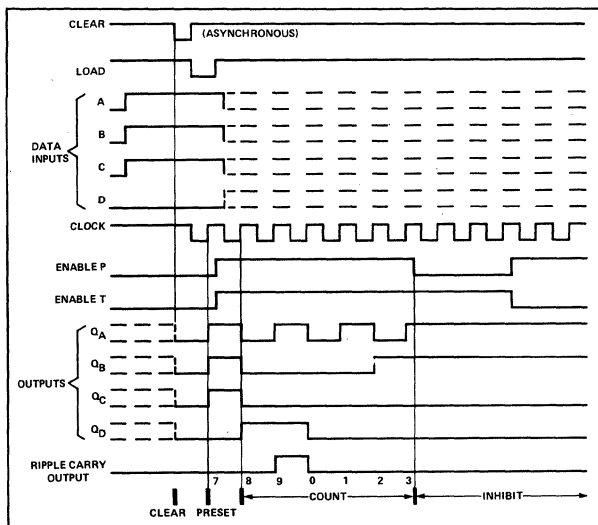 CLEAR
(ASYNCHRONOUS)
LOAD
A
B
DATA
INPUTS
C
D
CLOCK
ENABLE P
ENABLE T
QA
QB
OUTPUTS
QC
QD
RIPPLE CARRY
OUTPUT
7 8 9 0 1 2 3
COUNT INHIBIT
CLEAR PRESET